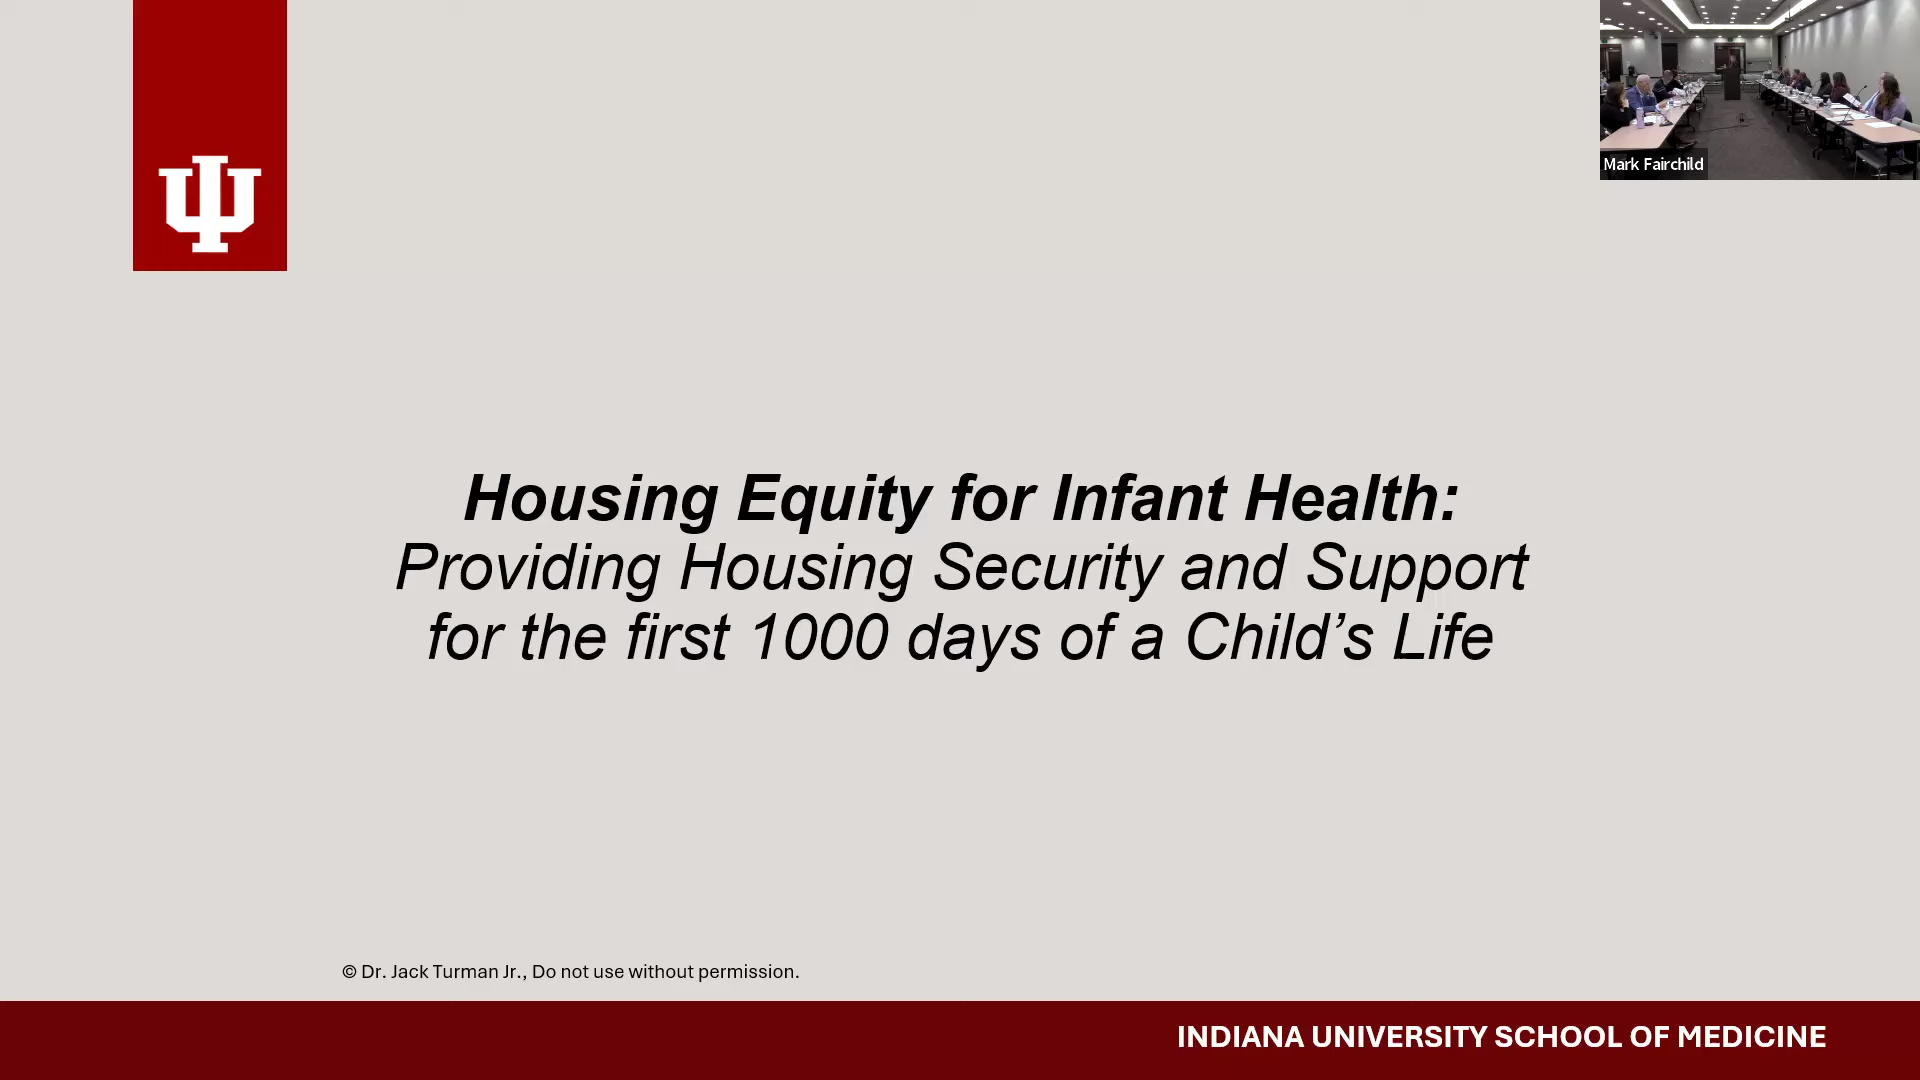 Mark Fairchild
Housing Equity for Infant Health:
Providing Housing Security and Support
for the first 1000 days of a Child’s Life
© Dr. Jack Turman Jr., Do not use without permission.
INDIANA UNIVERSITY SCHOOL OF MEDICINE